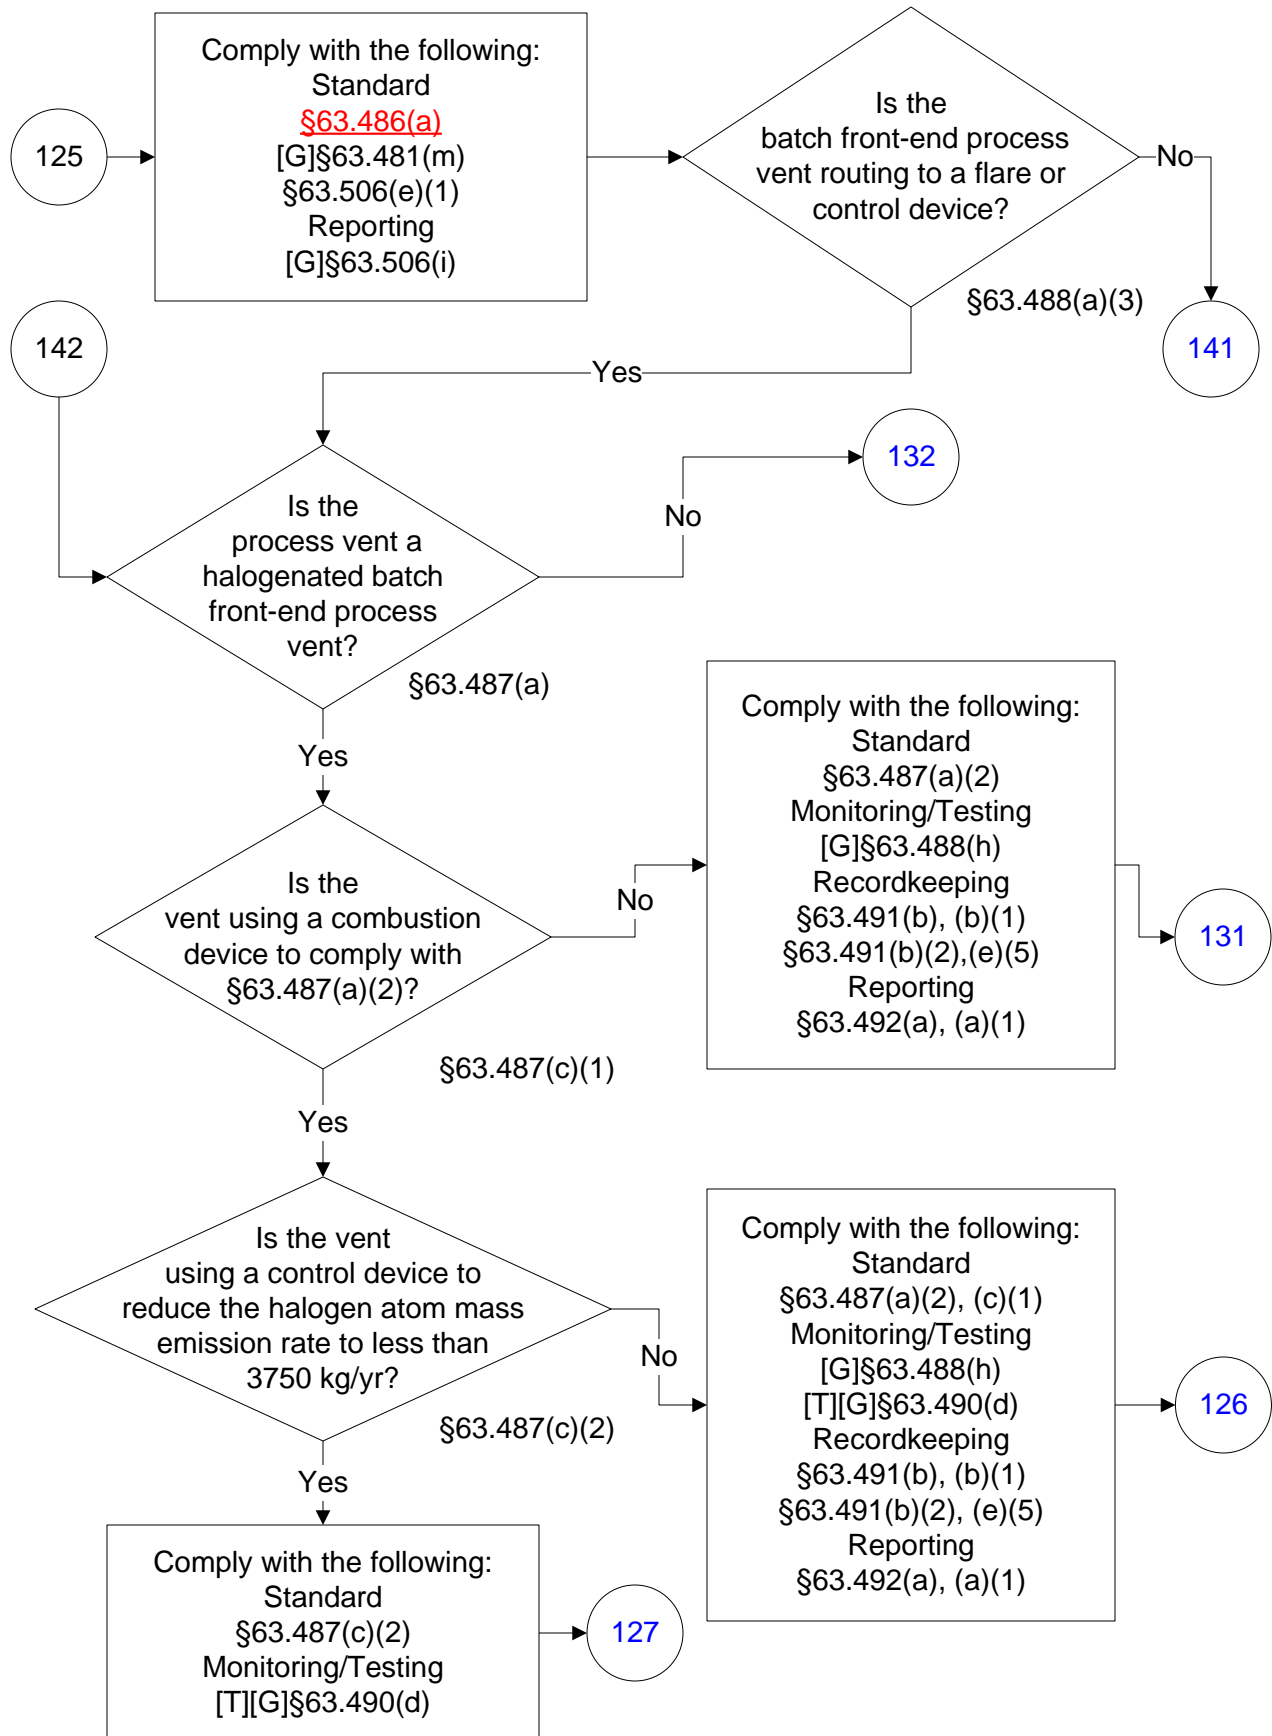 125
Comply with the following:
Standard
§63.486(a)
[G]§63.481(m)
§63.506(e)(1)
Reporting
[G]§63.506(i)
Is the
batch front-end process
vent routing to a flare or
control device?
No
§63.488(a)(3)
141
142
Yes
132
Is the
process vent a
halogenated batch
front-end process
vent?
No
§63.487(a)
Yes
Is the
vent using a combustion
device to comply with
§63.487(a)(2)?
No
§63.487(c)(1)
Comply with the following:
Standard
§63.487(a)(2)
Monitoring/Testing
[G]§63.488(h)
Recordkeeping
§63.491(b), (b)(1)
§63.491(b)(2),(e)(5)
Reporting
§63.492(a), (a)(1)
131
Yes
Is the vent
using a control device to
reduce the halogen atom mass
emission rate to less than
3750 kg/yr?
No
§63.487(c)(2)
Comply with the following:
Standard
§63.487(a)(2), (c)(1)
Monitoring/Testing
[G]§63.488(h)
[T][G]§63.490(d)
Recordkeeping
§63.491(b), (b)(1)
§63.491(b)(2), (e)(5)
Reporting
§63.492(a), (a)(1)
126
Yes
Comply with the following:
Standard
§63.487(c)(2)
Monitoring/Testing
[T][G]§63.490(d)
127